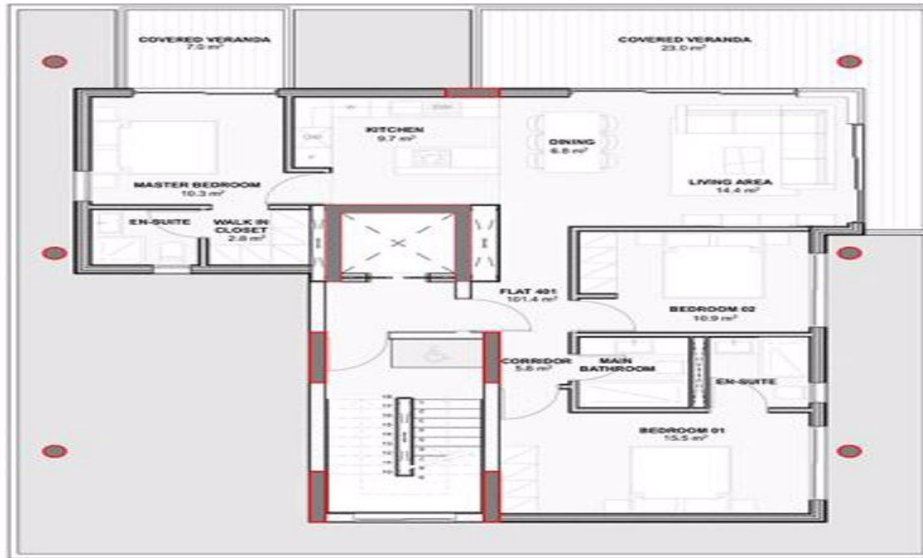 COVERED VERANDA
7.0 m²
COVERED VERANDA
23.0 m²
KITCHEN
9.7 m²
DINING
6.8 m²
MASTER BEDROOM
10.3 m²
LIVING AREA
14.4 m²
EN-SUITE
WALK IN
CLOSET
2.8 m²
FLAT 401
101.4 m²
BEDROOM 02
10.9 m²
CORRIDOR
5.8 m²
MAIN
BATHROOM
EN-SUITE
BEDROOM 01
15.5 m²